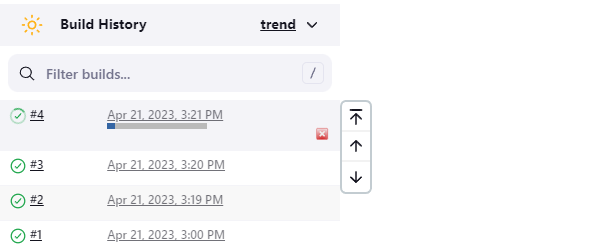 Build History trend
Filter builds... /
#4 Apr 21, 2023, 3:21 PM
#3 Apr 21, 2023, 3:20 PM
#2 Apr 21, 2023, 3:19 PM
#1 Apr 21, 2023, 3:00 PM